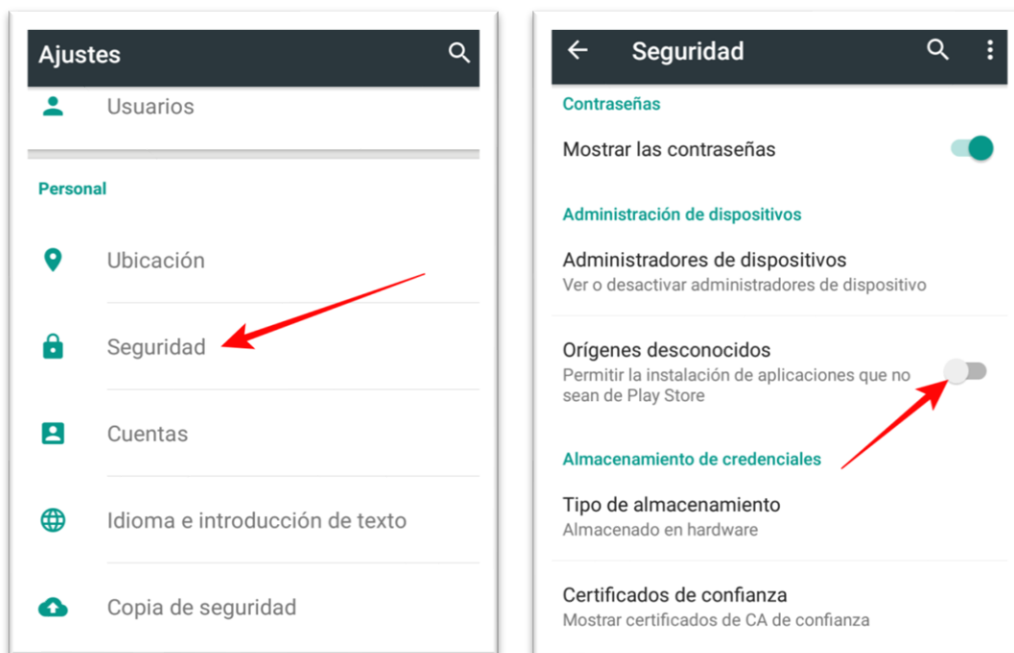 Ajustes
Usuarios
Personal
Ubicación
Seguridad
Cuentas
Idioma e introducción de texto
Copia de seguridad
Seguridad
Contraseñas
Mostrar las contraseñas
Administración de dispositivos
Administradores de dispositivos
Ver o desactivar administradores de dispositivo
Orígenes desconocidos
Permitir la instalación de aplicaciones que no
sean de Play Store
Almacenamiento de credenciales
Tipo de almacenamiento
Almacenado en hardware
Certificados de confianza
Mostrar certificados de CA de confianza